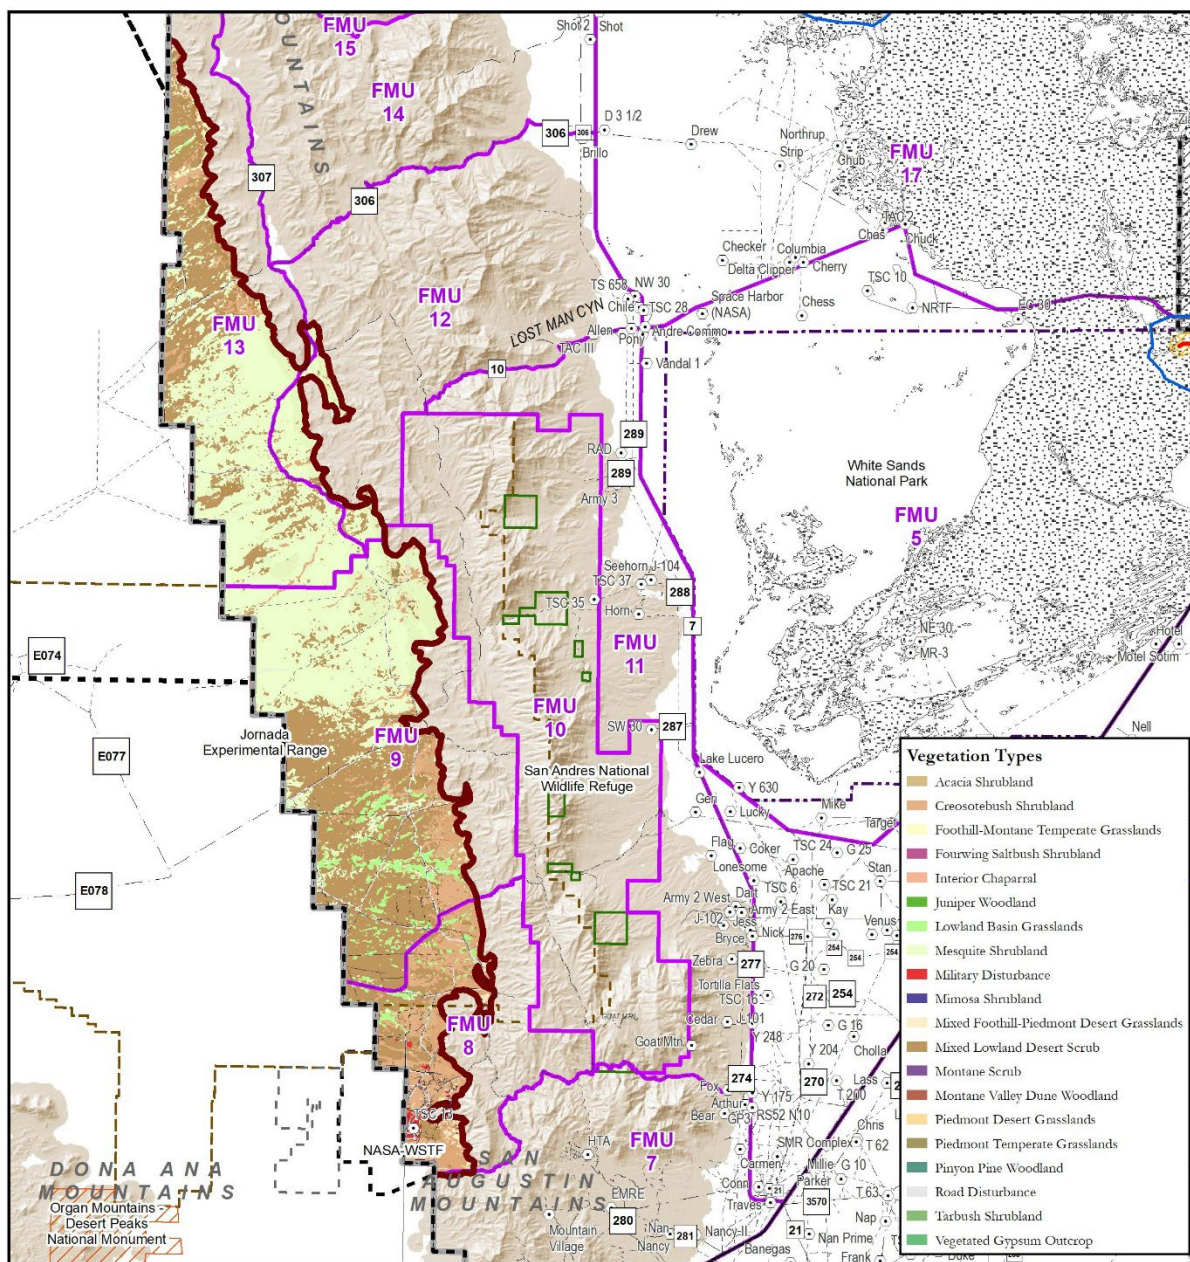 FMU
15
OUNTAINS
FMU
14
Shot 2
Shot
306
306
D 3 1/2
Brillo
Drew
Northrup
Strip
Ghub
FMU
17
307
306
TAC 2
Chas
Chuck
Checker
Columbia
Delta Clipper
Cherry
TSC 10
NRTF
EC 30
Chess
Space Harbor
(NASA)
TS 658
NW 30
Chile
TSC 28
Allen
Pony
Andre Commo
TAC III
LOST MAN CYN
FMU
12
FMU
13
10
Vandal 1
289
RAD
289
Army 3
White Sands
National Park
FMU
5
Seehorn
J-104
TSC 37
TSC 35
288
Horn
7
FMU
11
NE 30
MR-3
Hotel
Motel Sotim
E074
FMU
10
SW 30
287
Nell
FMU
9
Jornada
Experimental Range
E077
San Andres National
Wildlife Refuge
Lake Lucero
Y 630
Geri
Lucky
Mike
Target
E078
Flag
Coker
Lonesome
TSC 24
G 25
Apache
Stan
TSC 6
TSC 21
Army 2 West
Dart
Army 2 East
Kay
J-102
Jess
Bryce
Nick
Venus
276
254
254
254
Zebra
277
G 20
Tortilla Flats
TSC 16
272
254
Cedar
J-101
G 16
Y 248
Cholla
Goat Mtn
FMU
8
Y 204
274
270
Lass
Fox
Y 175
T 200
Arthur
Bear
GP3
RS52
N10
Chris
TSC 13
NASA-WSTF
HTA
FMU
7
SMR Complex
T 62
Carmen
Millie
G 10
Conn
21
Parker
T 63
Traves
3570
DONA ANA
MOUNTAINS
Organ Mountains -
Desert Peaks
National Monument
SAN
AUGUSTIN
MOUNTAINS
EMRE
280
Mountain
Village
Nan
Nancy
281
Nancy-II
Banegas
21
Nan Prime
Nap
Frank
Duke
Vegetation Types
Acacia Shrubland
Creosotebush Shrubland
Foothill-Montane Temperate Grasslands
Fourwing Saltbush Shrubland
Interior Chaparral
Juniper Woodland
Lowland Basin Grasslands
Mesquite Shrubland
Military Disturbance
Mimosa Shrubland
Mixed Foothill-Piedmont Desert Grasslands
Mixed Lowland Desert Scrub
Montane Scrub
Montane Valley Dune Woodland
Piedmont Desert Grasslands
Piedmont Temperate Grasslands
Pinyon Pine Woodland
Road Disturbance
Tarbush Shrubland
Vegetated Gypsum Outcrop